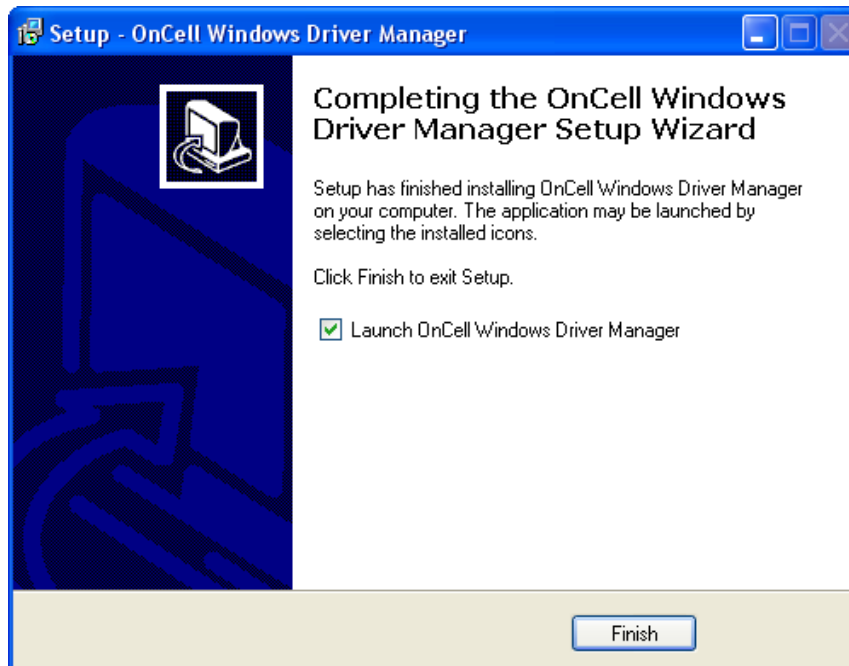 Setup - OnCell Windows Driver Manager
Completing the OnCell Windows
Driver Manager Setup Wizard
Setup has finished installing OnCell Windows Driver Manager
on your computer. The application may be launched by
selecting the installed icons.
Click Finish to exit Setup.
Launch OnCell Windows Driver Manager
Finish